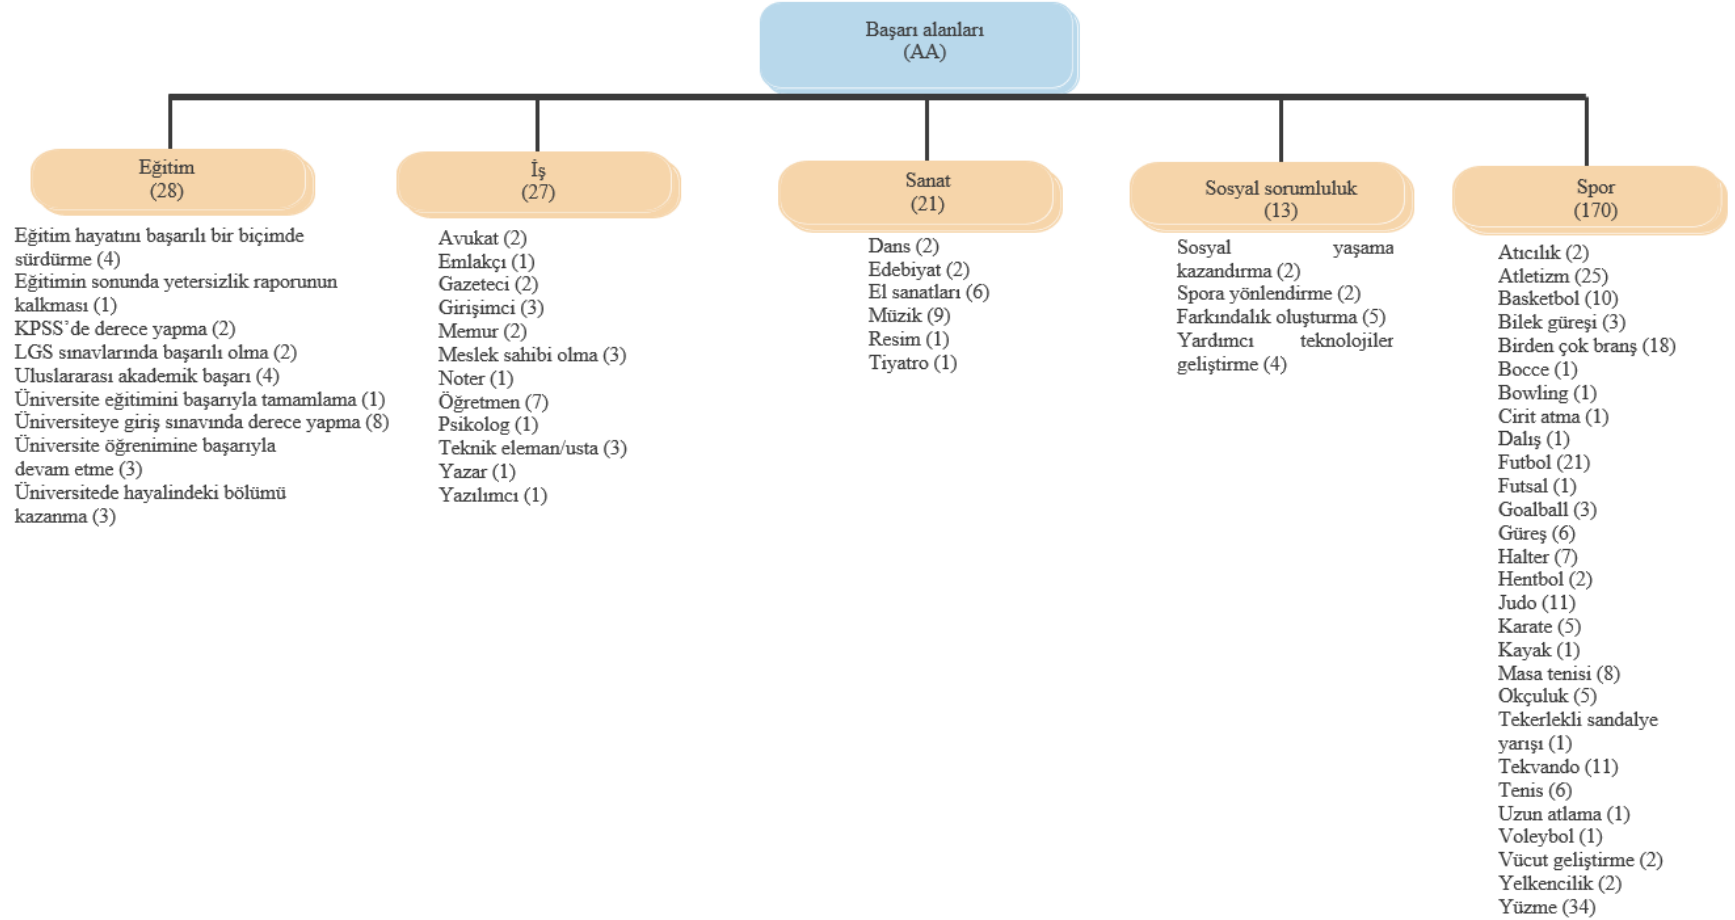 Başarı alanları
(AA)
Eğitim
(28)
Eğitim hayatını başarılı bir biçimde
sürdürme (4)
Eğitimin sonunda yetersizlik raporunun
kalkması (1)
KPSS'de derece yapma (2)
LGS sınavlarında başarılı olma (2)
Uluslararası akademik başarı (4)
Üniversite eğitimini başarıyla tamamlama (1)
Üniversiteye giriş sınavında derece yapma (8)
Üniversite öğrenimine başarıyla
devam etme (3)
Üniversitede hayalindeki bölümü
kazanma (3)
İş
(27)
Avukat (2)
Emlakçı (1)
Gazeteci (2)
Girişimci (3)
Memur (2)
Meslek sahibi olma (3)
Noter (1)
Öğretmen (7)
Psikolog (1)
Teknik eleman/usta (3)
Yazar (1)
Yazılımcı (1)
Sanat
(21)
Dans (2)
Edebiyat (2)
El sanatları (6)
Müzik (9)
Resim (1)
Tiyatro (1)
Sosyal sorumluluk
(13)
Sosyal yaşama
kazandırma (2)
Spora yönlendirme (2)
Farkındalık oluşturma (5)
Yardımcı teknolojiler
geliştirme (4)
Spor
(170)
Atıcılık (2)
Atletizm (25)
Basketbol (10)
Bilek güreşi (3)
Birden çok branş (18)
Bocce (1)
Bowling (1)
Cirit atma (1)
Dalış (1)
Futbol (21)
Futsal (1)
Goalball (3)
Güreş (6)
Halter (7)
Hentbol (2)
Judo (11)
Karate (5)
Kayak (1)
Masa tenisi (8)
Okçuluk (5)
Tekerlekli sandalye
yarışı (1)
Tekvando (11)
Tenis (6)
Uzun atlama (1)
Voleybol (1)
Vücut geliştirme (2)
Yelkencilik (2)
Yüzme (34)